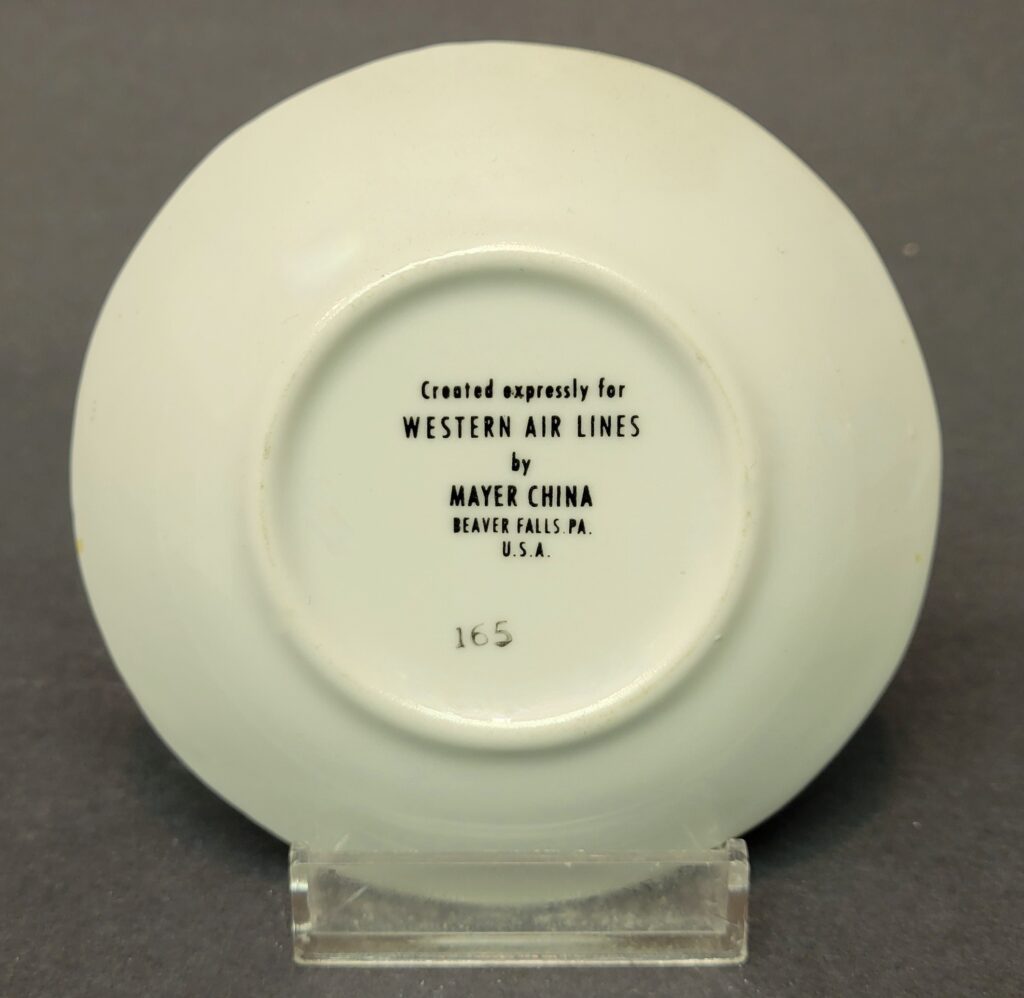 Created expressly for
WESTERN AIR LINES
by
MAYER CHINA
BEAVER FALLS. PA.
U.S.A.
165